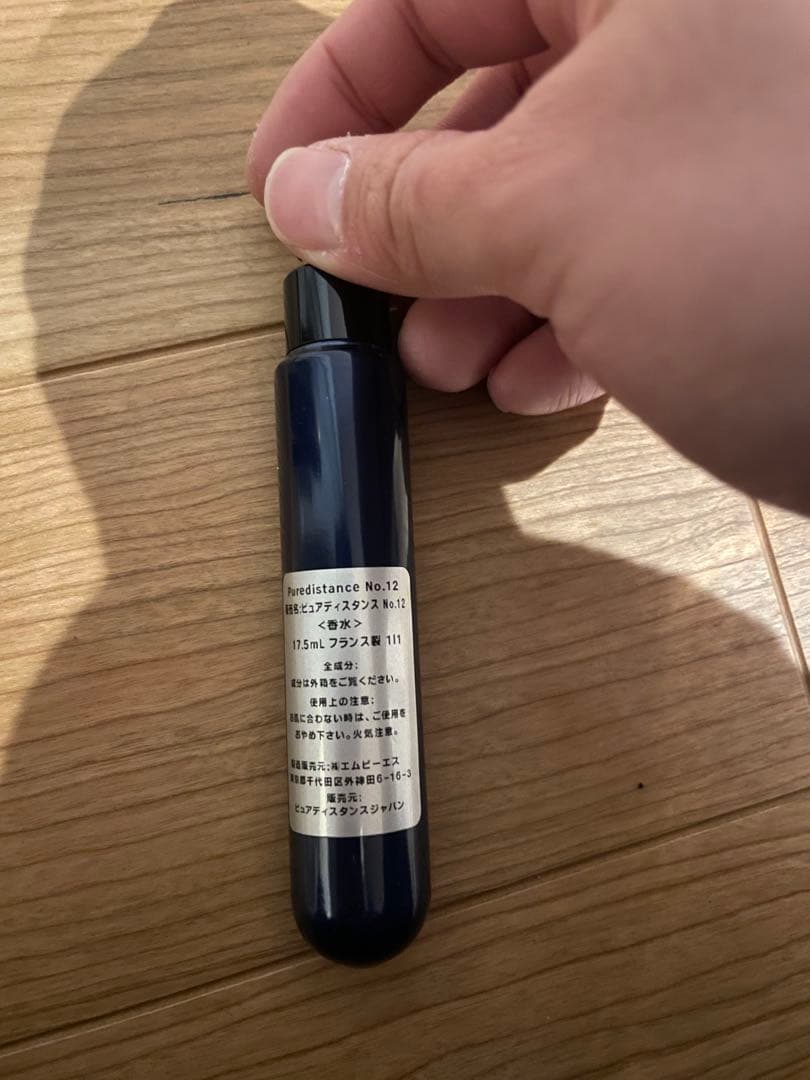 Puredistance No.12
販売名:ピュアディスタンス No.12
<香水>
17.5mL フランス製 1l1
全成分:
成分は外箱をご覧ください。
使用上の注意:
お肌に合わない時は、ご使用を
おやめ下さい。火気注意。
製造販売元:㈱エムピーエス
東京都千代田区外神田6-16-3
販売元:
ピュアディスタンスジャパン